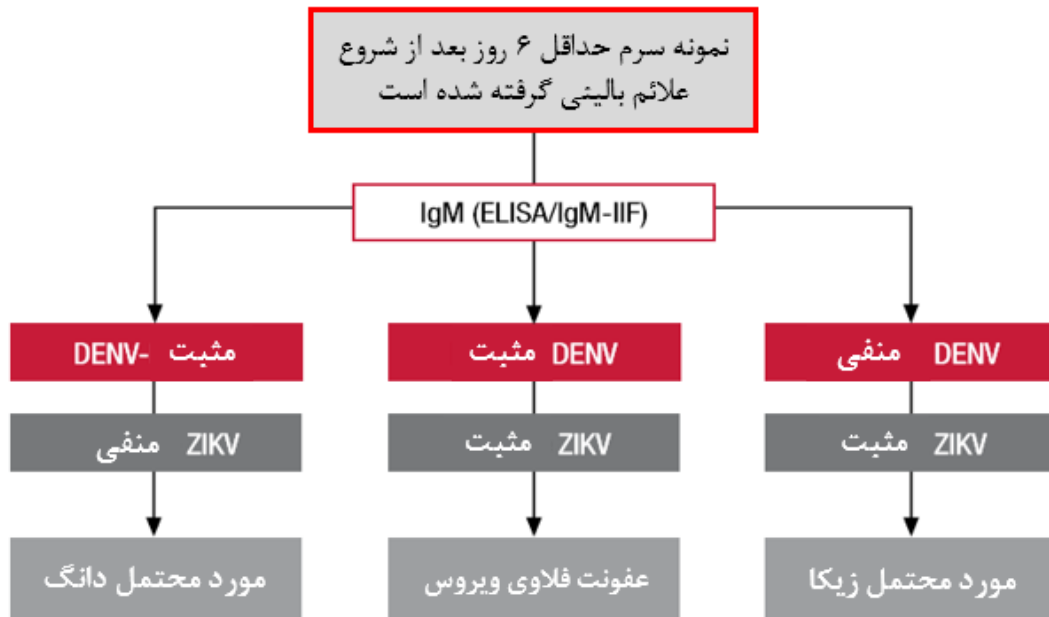 نمونه سرم حداقل ۶ روز بعد از شروع
علائم بالینی گرفته شده است
IgM (ELISA/IgM-IIF)
مثبت DENV-
DENV مثبت
DENV منفی
ZIKV منفی
ZIKV مثبت
ZIKV مثبت
مورد محتمل دانگ
عفونت فلاوی ویروس
مورد محتمل زیکا